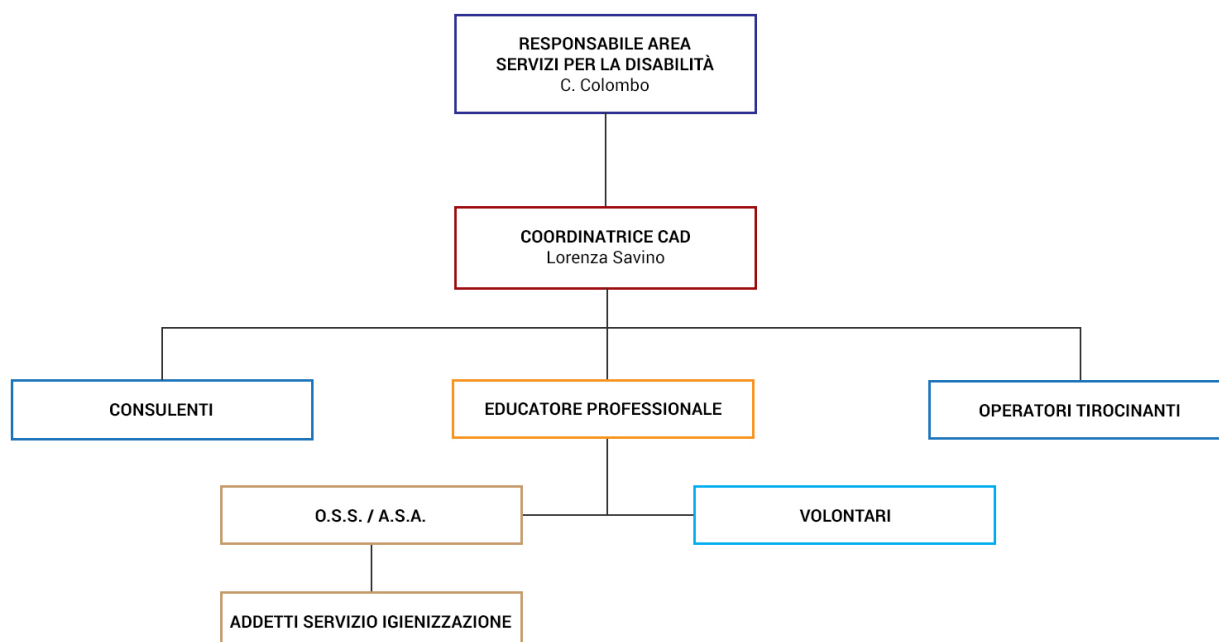 RESPONSABILE AREA
SERVIZI PER LA DISABILITÀ
C. Colombo
COORDINATRICE CAD
Lorenza Savino
CONSULENTI
EDUCATORE PROFESSIONALE
OPERATORI TIROCINANTI
O.S.S. / A.S.A.
VOLONTARI
ADDETTI SERVIZIO IGIENIZZAZIONE